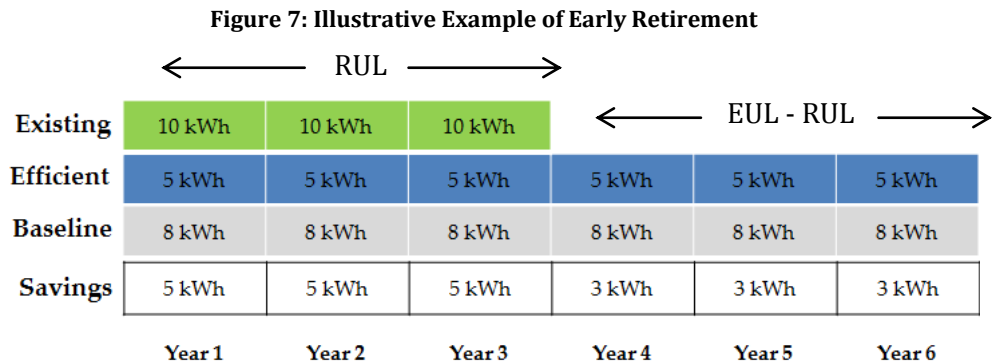 Figure 7: Illustrative Example of Early Retirement
RUL
EUL - RUL
Existing 10 kWh 10 kWh 10 kWh
Efficient 5 kWh 5 kWh 5 kWh 5 kWh 5 kWh 5 kWh
Baseline 8 kWh 8 kWh 8 kWh 8 kWh 8 kWh 8 kWh
Savings 5 kWh 5 kWh 5 kWh 3 kWh 3 kWh 3 kWh
Year 1 Year 2 Year 3 Year 4 Year 5 Year 6